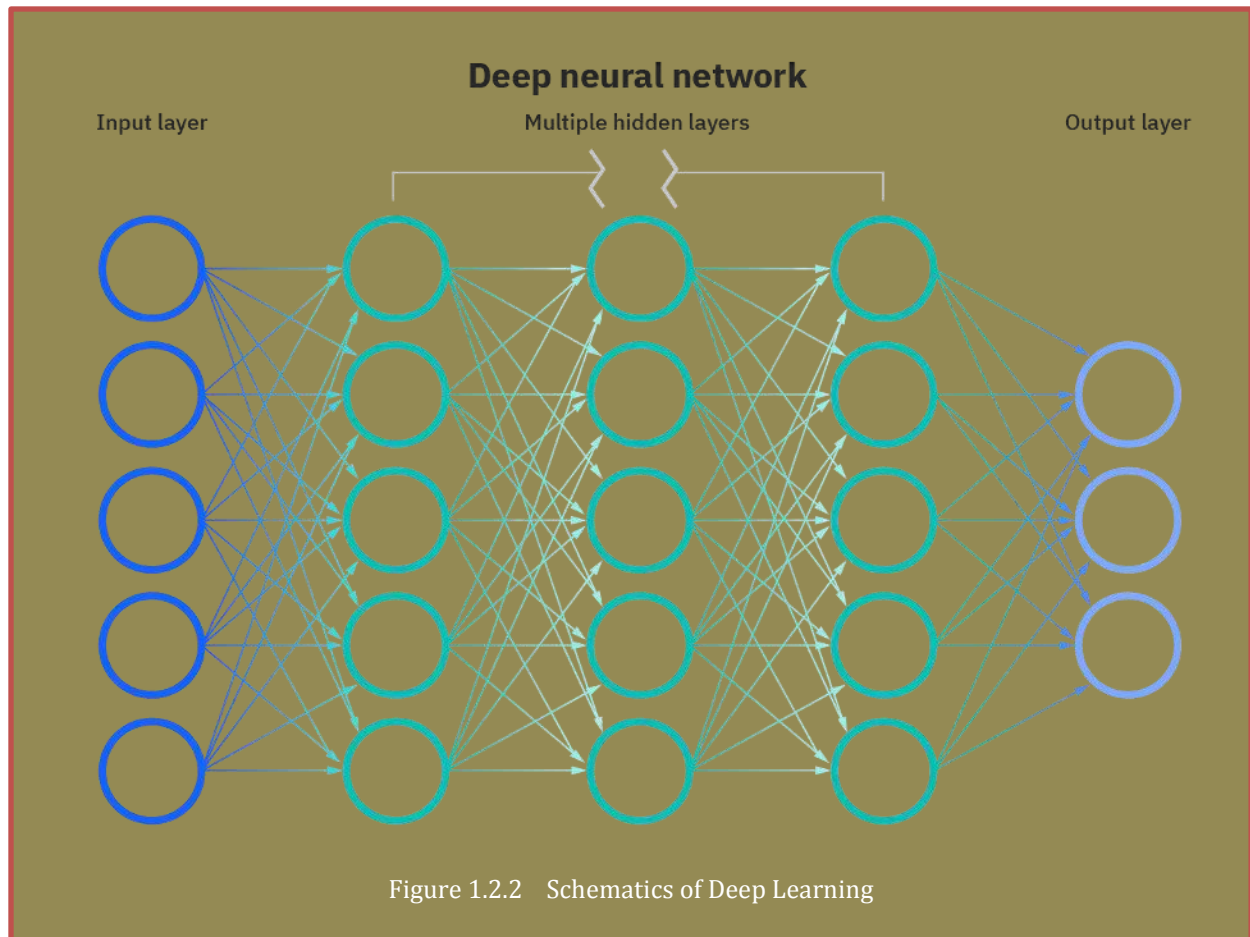 Deep neural network
Input layer
Multiple hidden layers
Output layer
Figure 1.2.2 Schematics of Deep Learning